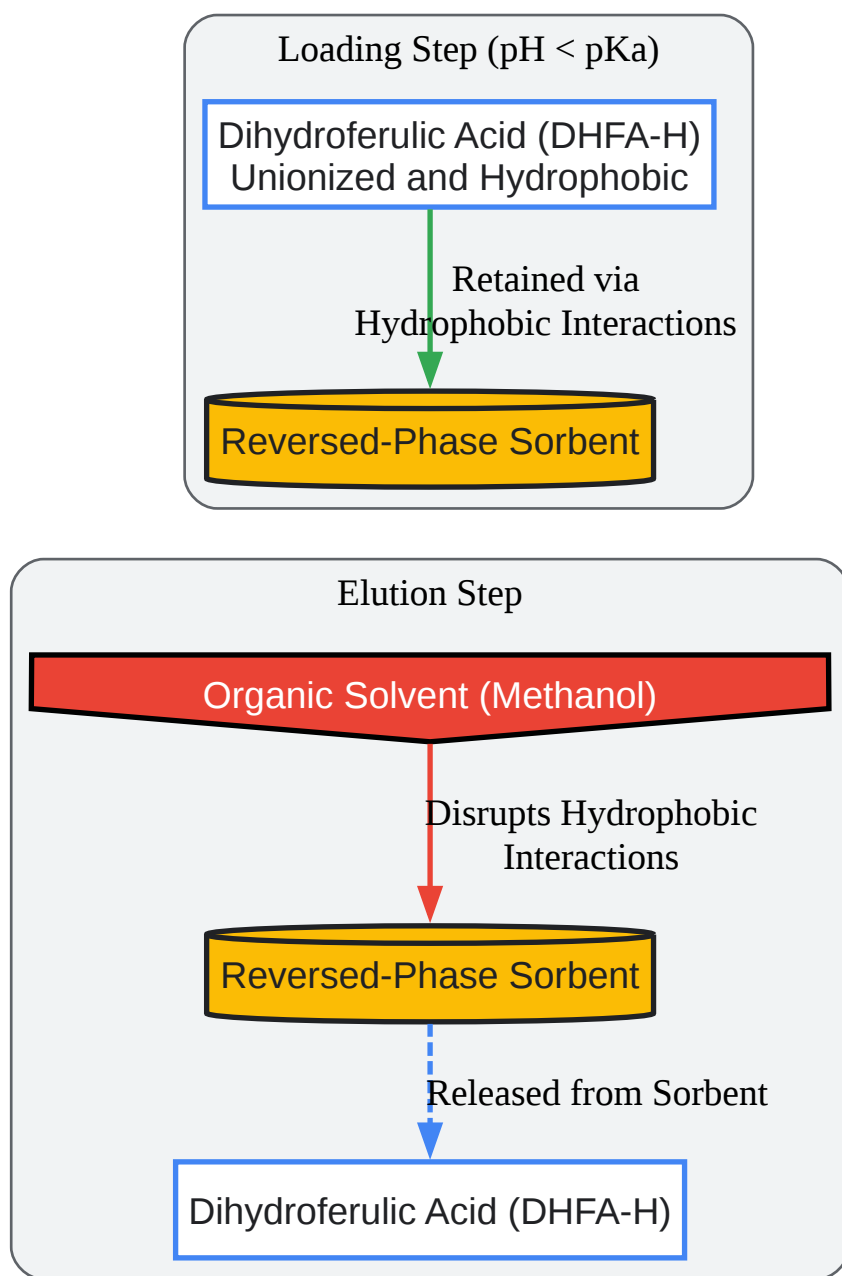 Loading Step (pH < pKa)
Dihydroferulic Acid (DHFA-H)
Unionized and Hydrophobic
Retained via
Hydrophobic Interactions
Reversed-Phase Sorbent
Elution Step
Organic Solvent (Methanol)
Disrupts Hydrophobic
Interactions
Reversed-Phase Sorbent
Released from Sorbent
Dihydroferulic Acid (DHFA-H)